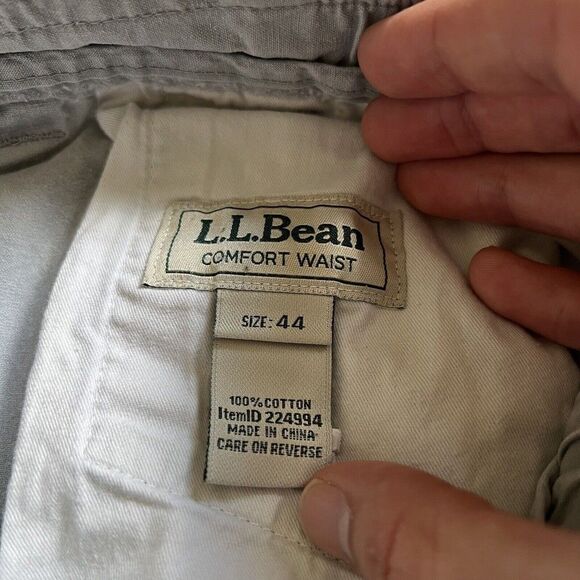 L.L.Bean
COMFORT WAIST
SIZE: 44
100% COTTON
ItemID 224994
MADE IN CHINA
CARE ON REVERSE